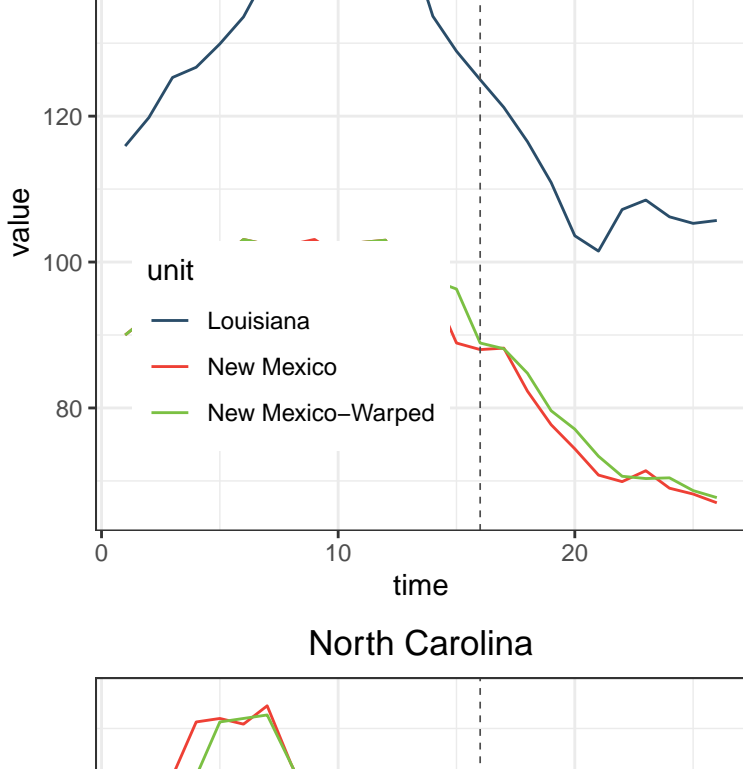 120
100
80
value
unit
Louisiana
New Mexico
New Mexico−Warped
0 10 20
time
North Carolina